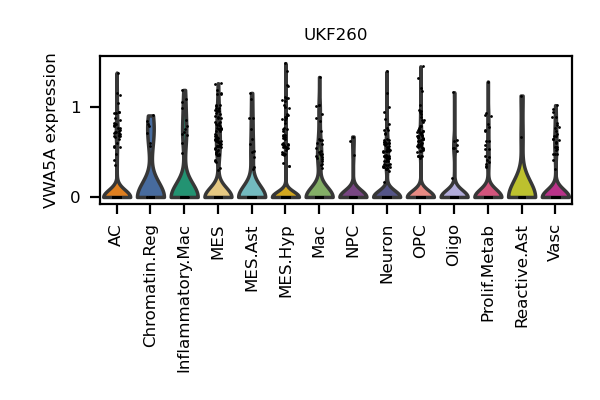 UKF260
VWA5A expression
1
0
AC
Chromatin.Reg
Inflammatory.Mac
MES
MES.Ast
MES.Hyp
Mac
NPC
Neuron
OPC
Oligo
Prolif.Metab
Reactive.Ast
Vasc